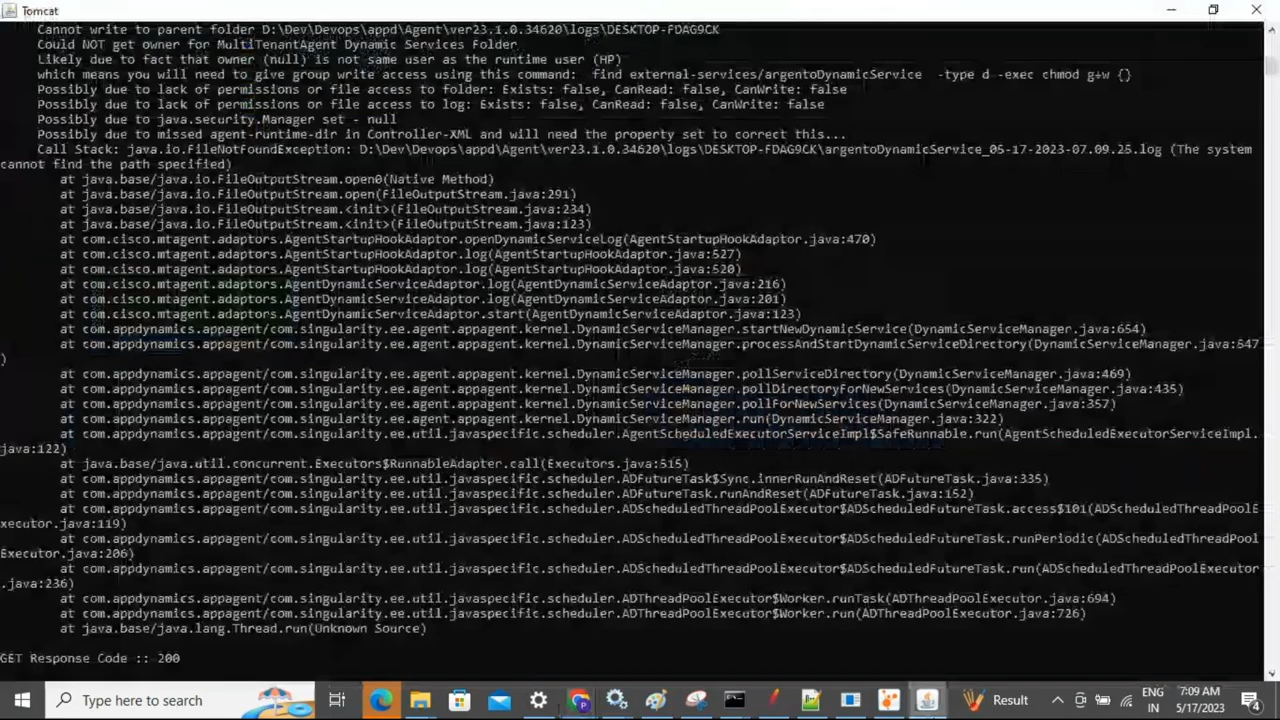 Tomcat
Cannot write to parent folder D:\Dev\Devops\appd\Agent\ver23.1.0.34620\logs\DESKTOP-FDAG9CK
Could NOT get owner for MultiTenantAgent Dynamic Services Folder
Likely due to fact that owner (null) is not same user as the runtime user (HP)
which means you will need to give group write access using this command:  find external-services/argentoDynamicService  -type d -exec chmod g+w {}
Possibly due to lack of permissions or file access to folder: Exists: false, CanRead: false, CanWrite: false
Possibly due to lack of permissions or file access to log: Exists: false, CanRead: false, CanWrite: false
Possibly due to java.security.Manager set - null
Possibly due to missed agent-runtime-dir in Controller-XML and will need the property set to correct this...
Call Stack: java.io.FileNotFoundException: D:\Dev\Devops\appd\Agent\ver23.1.0.34620\logs\DESKTOP-FDAG9CK\argentoDynamicService_05-17-2023-07.09.25.log (The system
cannot find the path specified)
at java.base/java.io.FileOutputStream.open0(Native Method)
at java.base/java.io.FileOutputStream.open(FileOutputStream.java:291)
at java.base/java.io.FileOutputStream.<init>(FileOutputStream.java:234)
at java.base/java.io.FileOutputStream.<init>(FileOutputStream.java:123)
at com.cisco.mtagent.adaptors.AgentStartupHookAdaptor.openDynamicServiceLog(AgentStartupHookAdaptor.java:470)
at com.cisco.mtagent.adaptors.AgentStartupHookAdaptor.log(AgentStartupHookAdaptor.java:527)
at com.cisco.mtagent.adaptors.AgentStartupHookAdaptor.log(AgentStartupHookAdaptor.java:520)
at com.cisco.mtagent.adaptors.AgentDynamicServiceAdaptor.log(AgentDynamicServiceAdaptor.java:216)
at com.cisco.mtagent.adaptors.AgentDynamicServiceAdaptor.log(AgentDynamicServiceAdaptor.java:201)
at com.cisco.mtagent.adaptors.AgentDynamicServiceAdaptor.start(AgentDynamicServiceAdaptor.java:123)
at com.appdynamics.appagent/com.singularity.ee.agent.appagent.kernel.DynamicServiceManager.startNewDynamicService(DynamicServiceManager.java:654)
at com.appdynamics.appagent/com.singularity.ee.agent.appagent.kernel.DynamicServiceManager.processAndStartDynamicServiceDirectory(DynamicServiceManager.java:547
)
at com.appdynamics.appagent/com.singularity.ee.agent.appagent.kernel.DynamicServiceManager.pollServiceDirectory(DynamicServiceManager.java:469)
at com.appdynamics.appagent/com.singularity.ee.agent.appagent.kernel.DynamicServiceManager.pollDirectoryForNewServices(DynamicServiceManager.java:435)
at com.appdynamics.appagent/com.singularity.ee.agent.appagent.kernel.DynamicServiceManager.pollForNewServices(DynamicServiceManager.java:357)
at com.appdynamics.appagent/com.singularity.ee.agent.appagent.kernel.DynamicServiceManager.run(DynamicServiceManager.java:322)
at com.appdynamics.appagent/com.singularity.ee.util.javaspecific.scheduler.AgentScheduledExecutorServiceImpl$SafeRunnable.run(AgentScheduledExecutorServiceImpl.
java:122)
at java.base/java.util.concurrent.Executors$RunnableAdapter.call(Executors.java:515)
at com.appdynamics.appagent/com.singularity.ee.util.javaspecific.scheduler.ADFutureTask$Sync.innerRunAndReset(ADFutureTask.java:335)
at com.appdynamics.appagent/com.singularity.ee.util.javaspecific.scheduler.ADFutureTask.runAndReset(ADFutureTask.java:152)
at com.appdynamics.appagent/com.singularity.ee.util.javaspecific.scheduler.ADScheduledThreadPoolExecutor$ADScheduledFutureTask.access$101(ADScheduledThreadPoolE
xecutor.java:119)
at com.appdynamics.appagent/com.singularity.ee.util.javaspecific.scheduler.ADScheduledThreadPoolExecutor$ADScheduledFutureTask.runPeriodic(ADScheduledThreadPool
Executor.java:206)
at com.appdynamics.appagent/com.singularity.ee.util.javaspecific.scheduler.ADScheduledThreadPoolExecutor$ADScheduledFutureTask.run(ADScheduledThreadPoolExecutor
.java:236)
at com.appdynamics.appagent/com.singularity.ee.util.javaspecific.scheduler.ADThreadPoolExecutor$Worker.runTask(ADThreadPoolExecutor.java:694)
at com.appdynamics.appagent/com.singularity.ee.util.javaspecific.scheduler.ADThreadPoolExecutor$Worker.run(ADThreadPoolExecutor.java:726)
at java.base/java.lang.Thread.run(Unknown Source)
GET Response Code :: 200
Type here to search
Result
ENG
IN
7:09 AM
5/17/2023
4